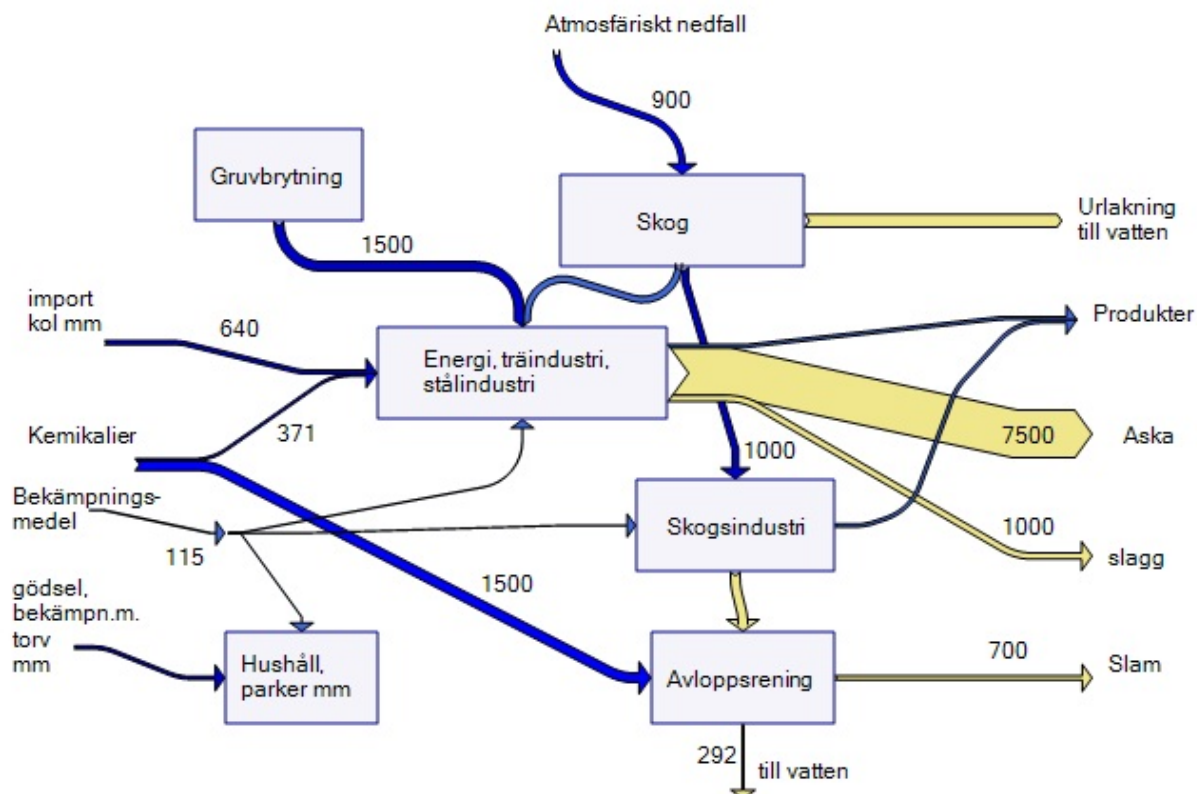 Atmosfäriskt nedfall
900
Gruvbrytning
Skog
Urlakning
till vatten
1500
import
kol mm
640
Produkter
Energi, träindustri,
stålindustri
371
Kemikalier
7500
Aska
1000
Bekämpnings-
medel
115
Skogsindustri
1000
slagg
gödsel,
bekämpn.m.
torv
mm
1500
Hushåll,
parker mm
Avloppsrening
700
Slam
292
till vatten